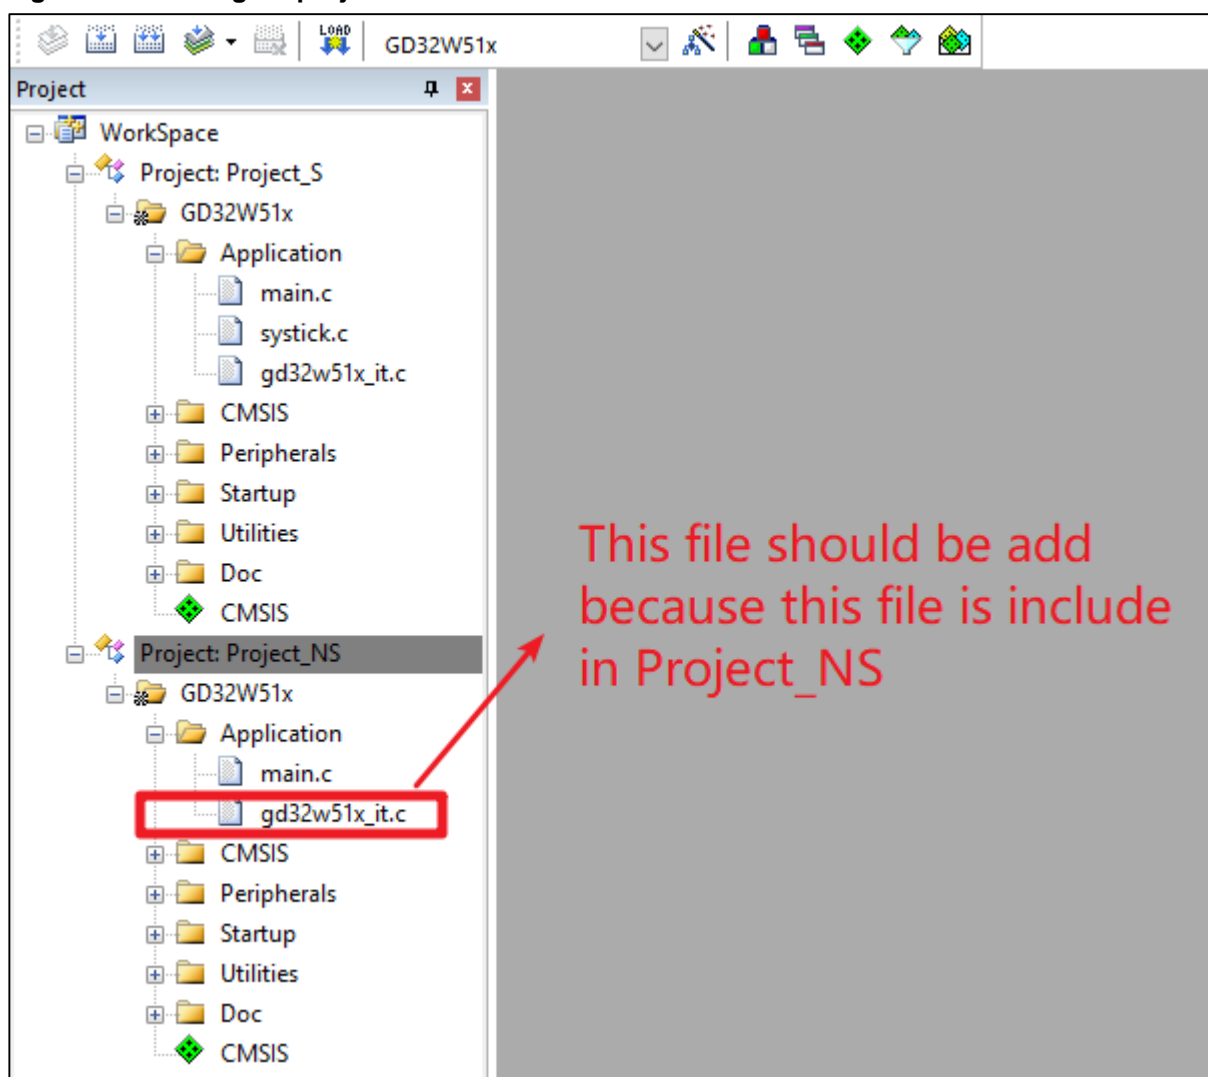 LOAD
GD32W51x
Project
WorkSpace
Project: Project_S
GD32W51x
Application
main.c
systick.c
gd32w51x_it.c
CMSIS
Peripherals
Startup
Utilities
Doc
CMSIS
Project: Project_NS
GD32W51x
Application
main.c
gd32w51x_it.c
CMSIS
Peripherals
Startup
Utilities
Doc
CMSIS
This file should be add
because this file is include
in Project_NS